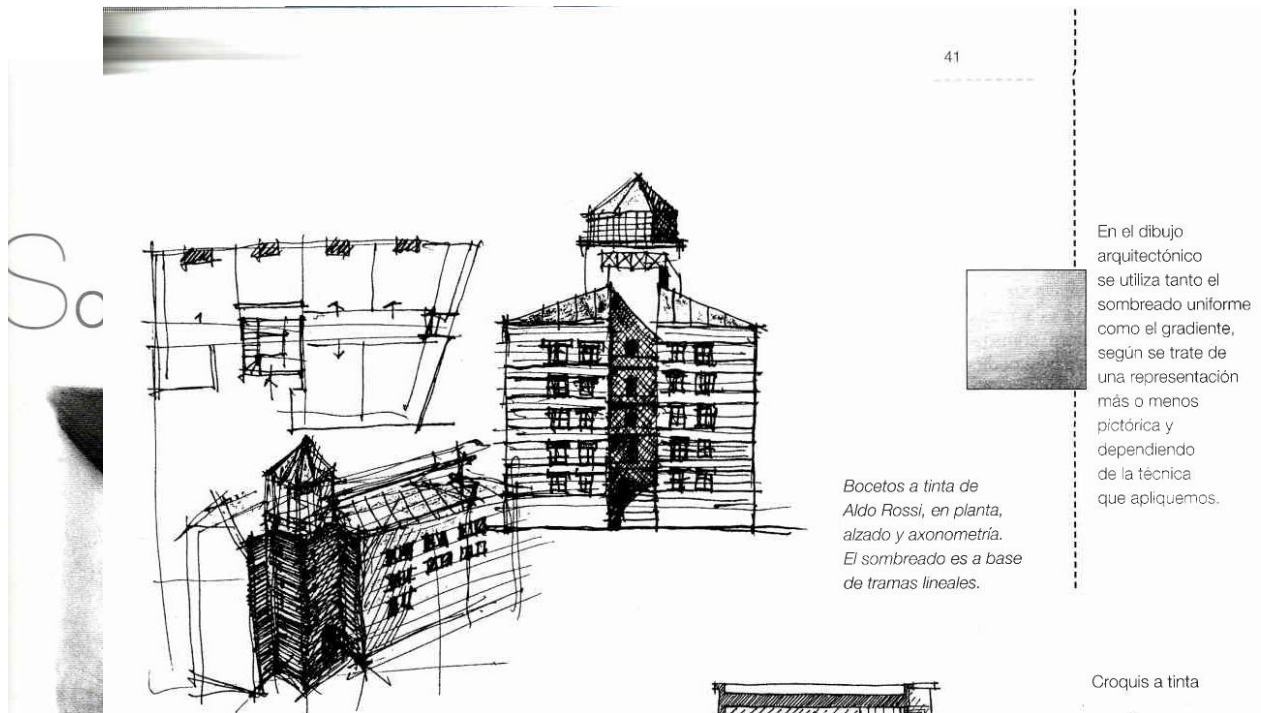 41
So
En el dibujo
arquitectónico
se utiliza tanto el
sombreado uniforme
como el gradiente,
según se trate de
una representación
más o menos
pictórica y
dependiendo
de la técnica
que apliquemos.
Bocetos a tinta de
Aldo Rossi, en planta,
alzado y axonometría.
El sombreado es a base
de tramas lineales.
Croquis a tinta